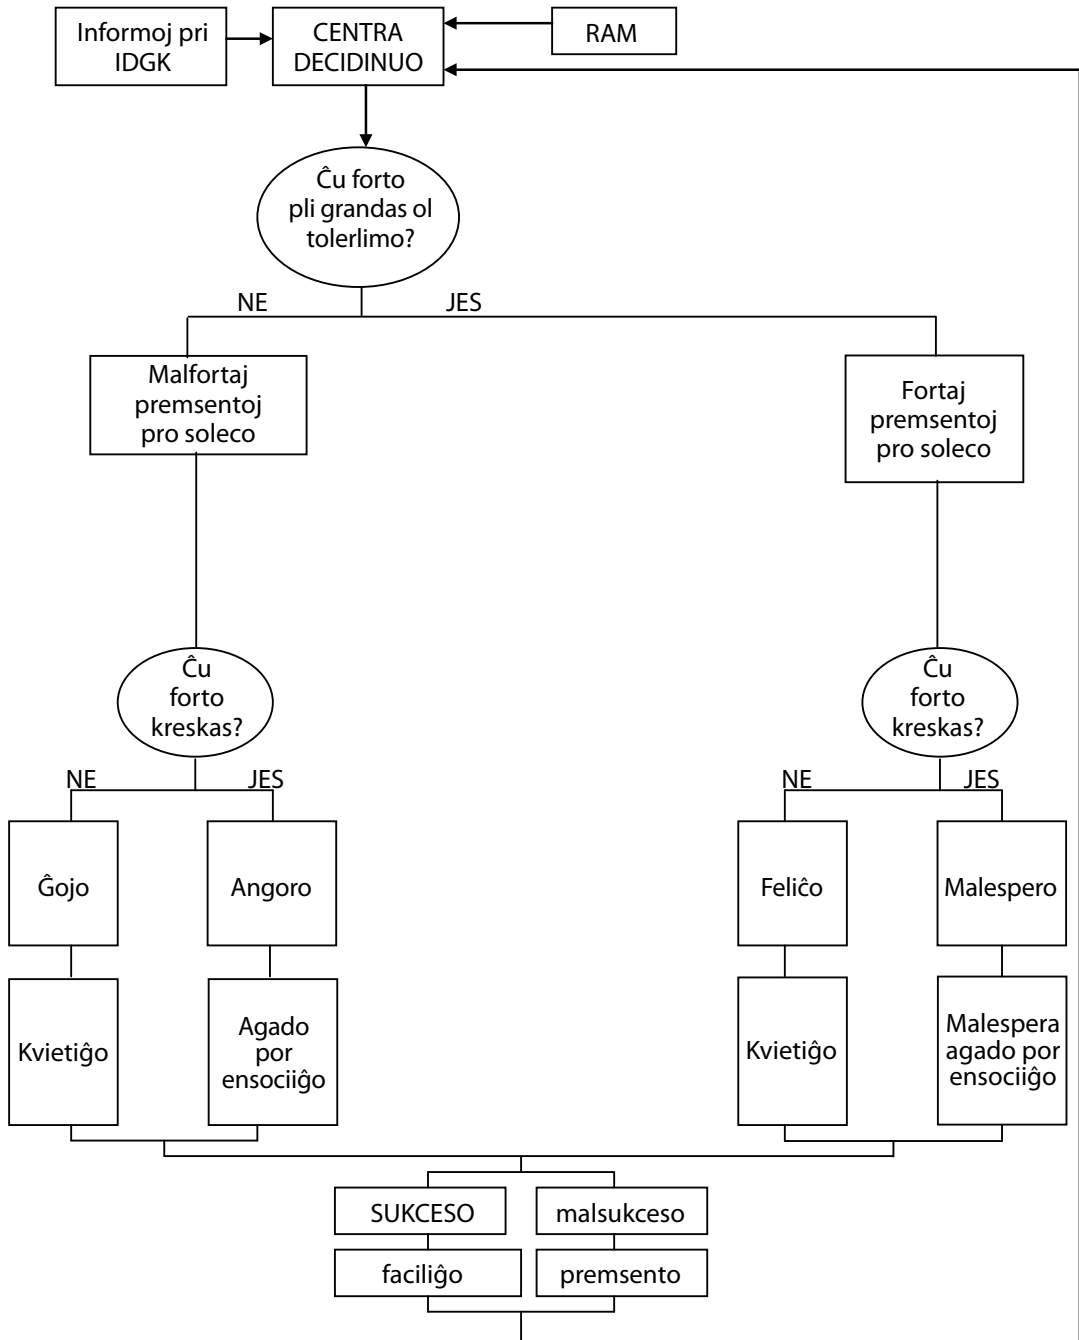 Informoj pri
IDGK
CENTRA
DECIDINUO
RAM
Ĉu forto
pli grandas ol
tolerlimo?
NE
JES
Malfortaj
premsentoj
pro soleco
Fortaj
premsentoj
pro soleco
Ĉu
forto
kreskas?
Ĉu
forto
kreskas?
NE
JES
NE
JES
Ĝojo
Angoro
Feliĉo
Malespero
Kvietiĝo
Agado
por
ensociiĝo
Kvietiĝo
Malespera
agado por
ensociiĝo
SUKCESO
malsukceso
faciliĝo
premsento